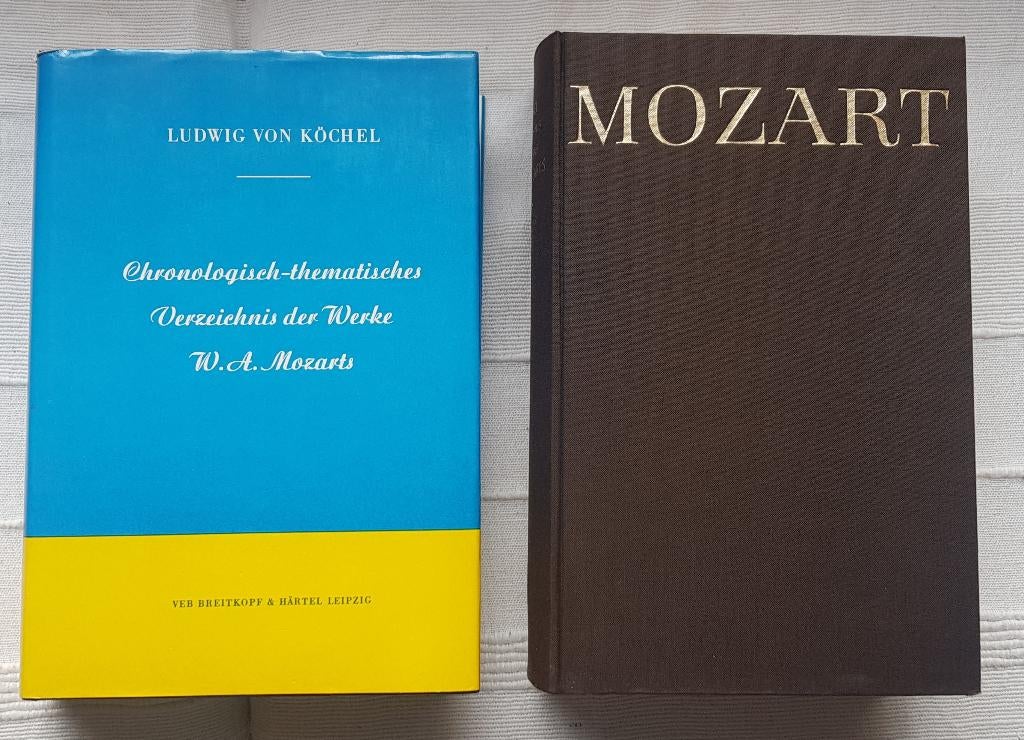 LUDWIG VON KÖCHEL
Chronologisch-thematisches
Verzeichnis der Werke
W. A. Mozarts
VEB BREITKOPF & HÄRTEL LEIPZIG
MOZART